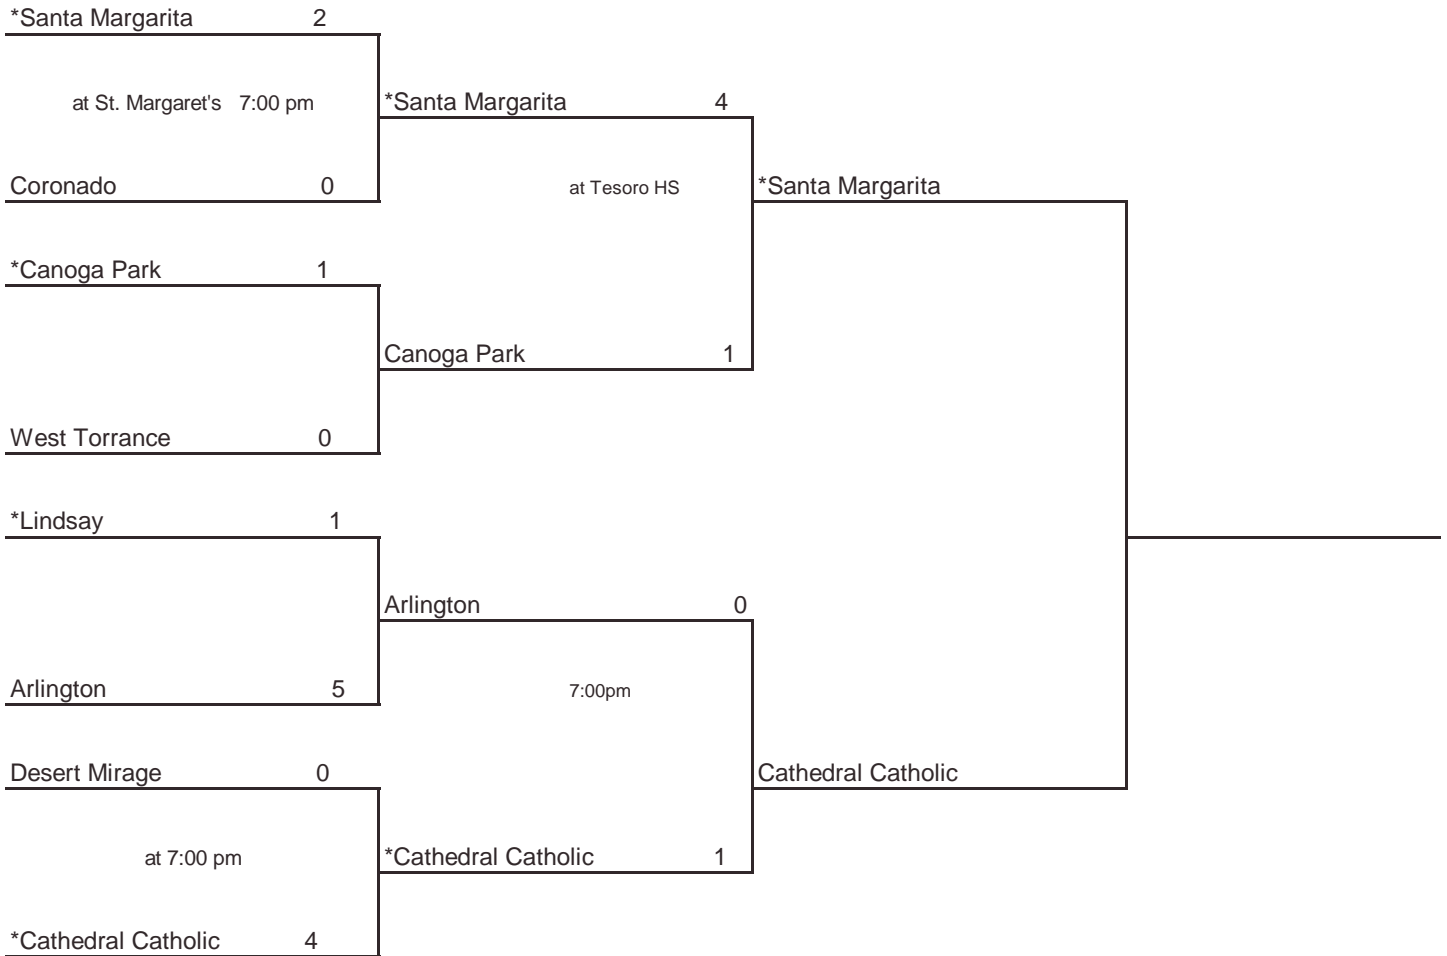 *Santa Margarita 2
at St. Margaret's 7:00 pm
*Santa Margarita 4
Coronado 0
at Tesoro HS
*Santa Margarita
*Canoga Park 1
Canoga Park 1
West Torrance 0
*Lindsay 1
Arlington 0
Arlington 5
7:00pm
Desert Mirage 0
Cathedral Catholic
at 7:00 pm
*Cathedral Catholic 1
*Cathedral Catholic 4